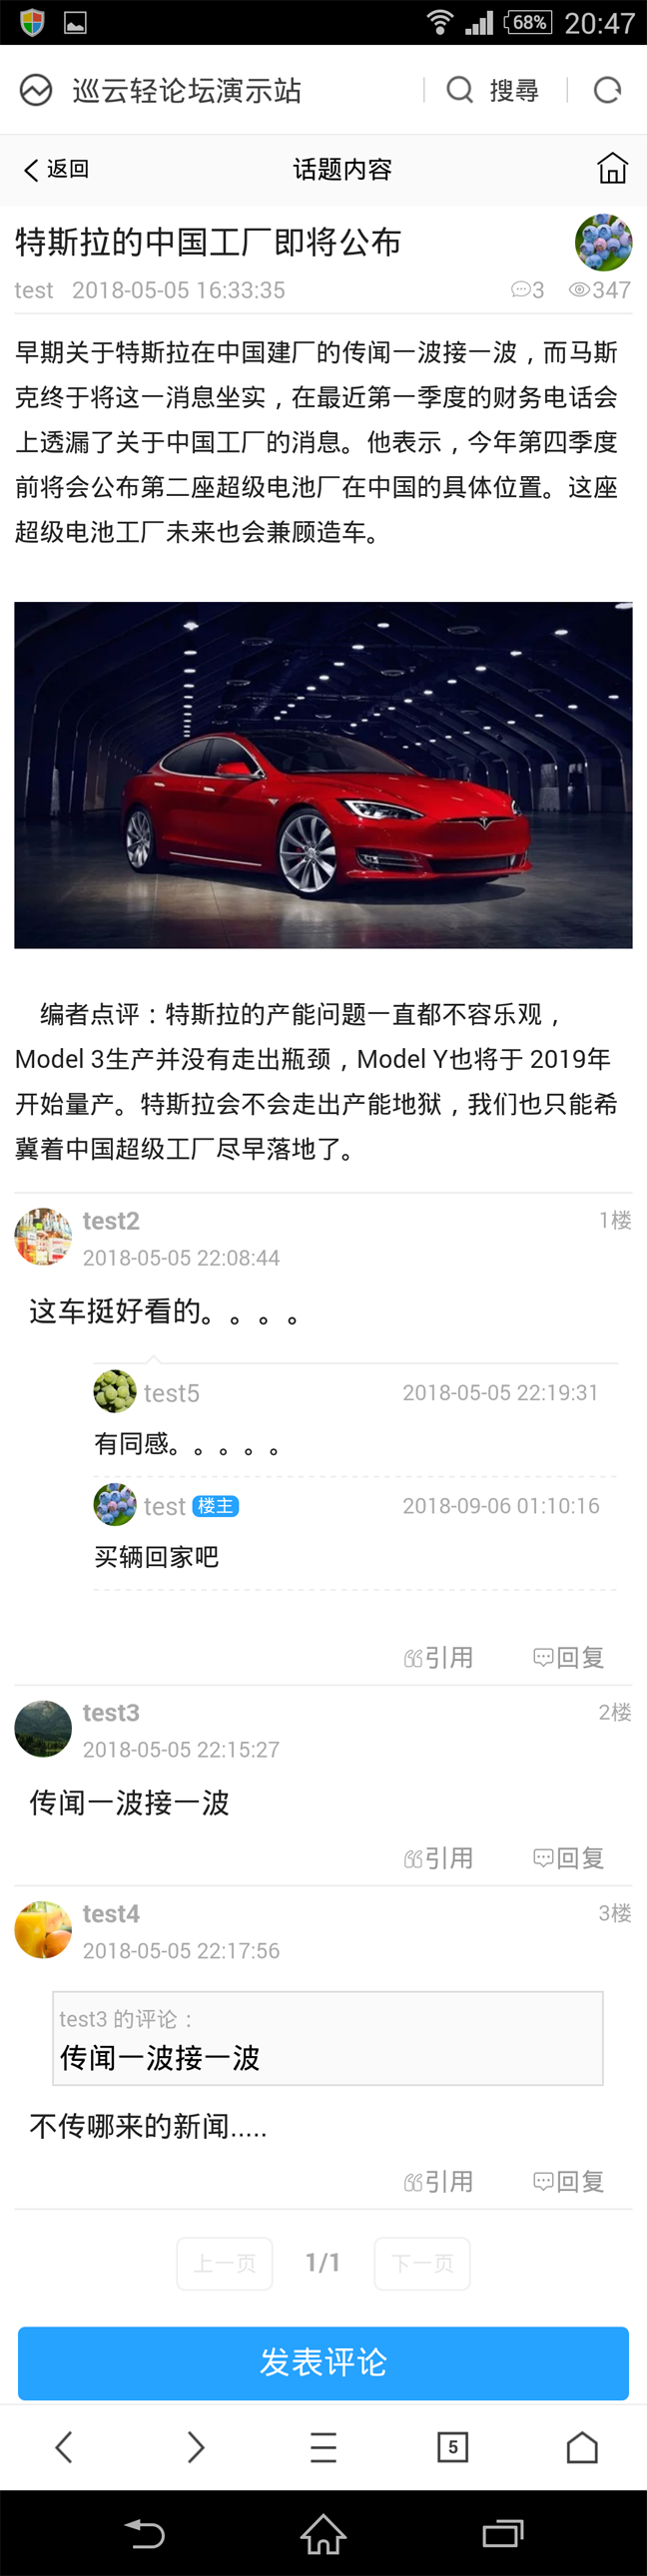 68% 20:47
巡云轻论坛演示站 搜尋
返回 话题内容
特斯拉的中国工厂即将公布
test 2018-05-05 16:33:35 3 347
早期关于特斯拉在中国建厂的传闻一波接一波，而马斯
克终于将这一消息坐实，在最近第一季度的财务电话会
上透漏了关于中国工厂的消息。他表示，今年第四季度
前将会公布第二座超级电池厂在中国的具体位置。这座
超级电池工厂未来也会兼顾造车。
编者点评：特斯拉的产能问题一直都不容乐观，
Model 3生产并没有走出瓶颈，Model Y也将于 2019年
开始量产。特斯拉会不会走出产能地狱，我们也只能希
冀着中国超级工厂尽早落地了。
test2 1楼
2018-05-05 22:08:44
这车挺好看的。。。。
test5 2018-05-05 22:19:31
有同感。。。。。
test 楼主 2018-09-06 01:10:16
买辆回家吧
引用 回复
test3 2楼
2018-05-05 22:15:27
传闻一波接一波
引用 回复
test4 3楼
2018-05-05 22:17:56
test3 的评论：
传闻一波接一波
不传哪来的新闻.....
引用 回复
上一页 1/1 下一页
发表评论
5